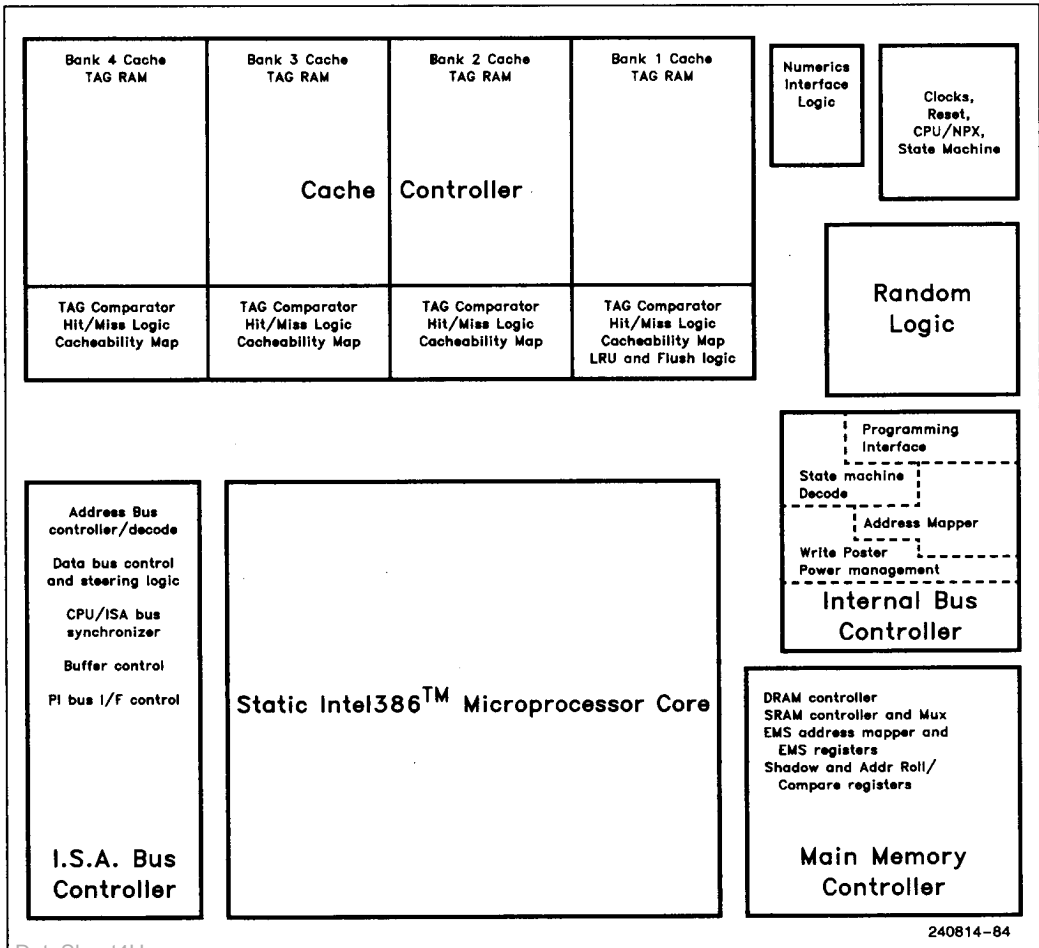 Bank 4 Cache
TAG RAM
Bank 3 Cache
TAG RAM
Bank 2 Cache
TAG RAM
Bank 1 Cache
TAG RAM
Cache Controller
TAG Comparator
Hit/Miss Logic
Cacheability Map
TAG Comparator
Hit/Miss Logic
Cacheability Map
TAG Comparator
Hit/Miss Logic
Cacheability Map
TAG Comparator
Hit/Miss Logic
Cacheability Map
LRU and Flush logic
Numerics
Interface
Logic
Clocks,
Reset,
CPU/NPX,
State Machine
Random
Logic
Programming
Interface
State machine
Decode
Address Mapper
Write Poster
Power management
Internal Bus
Controller
Address Bus
controller/decode
Data bus control
and steering logic
CPU/ISA bus
synchronizer
Buffer control
PI bus I/F control
I.S.A. Bus
Controller
Static Intel386™ Microprocessor Core
DRAM controller
SRAM controller and Mux
EMS address mapper and
EMS registers
Shadow and Addr Roll/
Compare registers
Main Memory
Controller
240814-84